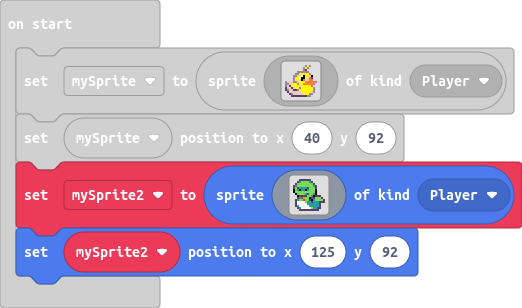 on start
set mySprite to sprite of kind Player
set mySprite position to x 40 y 92
set mySprite2 to sprite of kind Player
set mySprite2 position to x 125 y 92